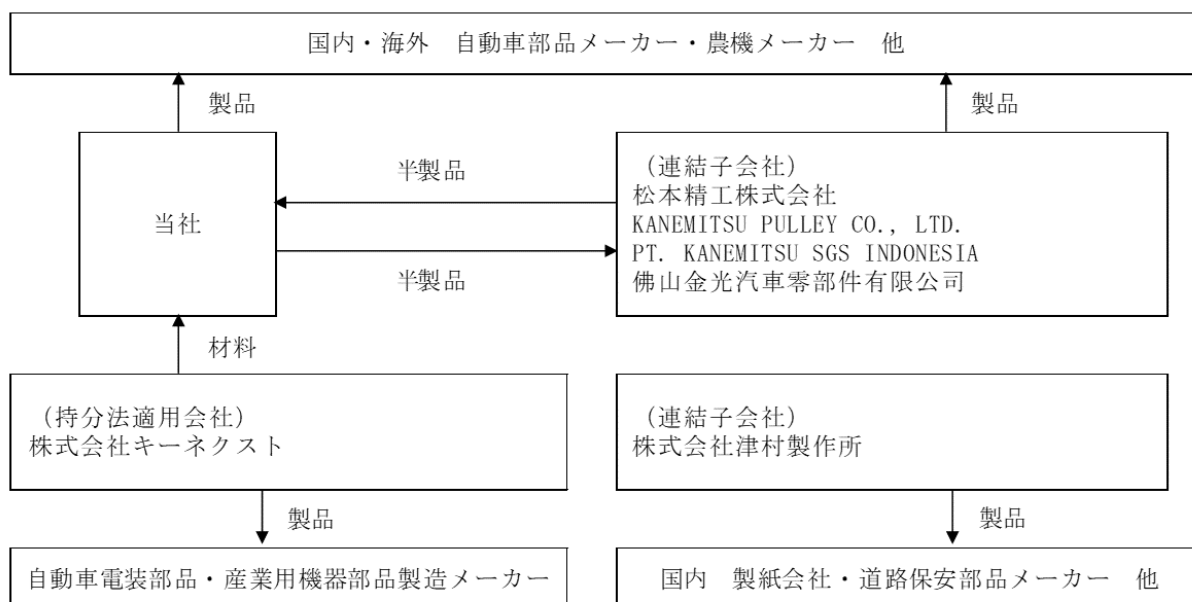 国内・海外　自動車部品メーカー・農機メーカー　他
製品
製品
当社
半製品
半製品
（連結子会社）
松本精工株式会社
KANEMITSU PULLEY CO., LTD.
PT. KANEMITSU SGS INDONESIA
佛山金光汽車零部件有限公司
材料
（持分法適用会社）
株式会社キーネクスト
（連結子会社）
株式会社津村製作所
製品
製品
自動車電装部品・産業用機器部品製造メーカー
国内　製紙会社・道路保安部品メーカー　他